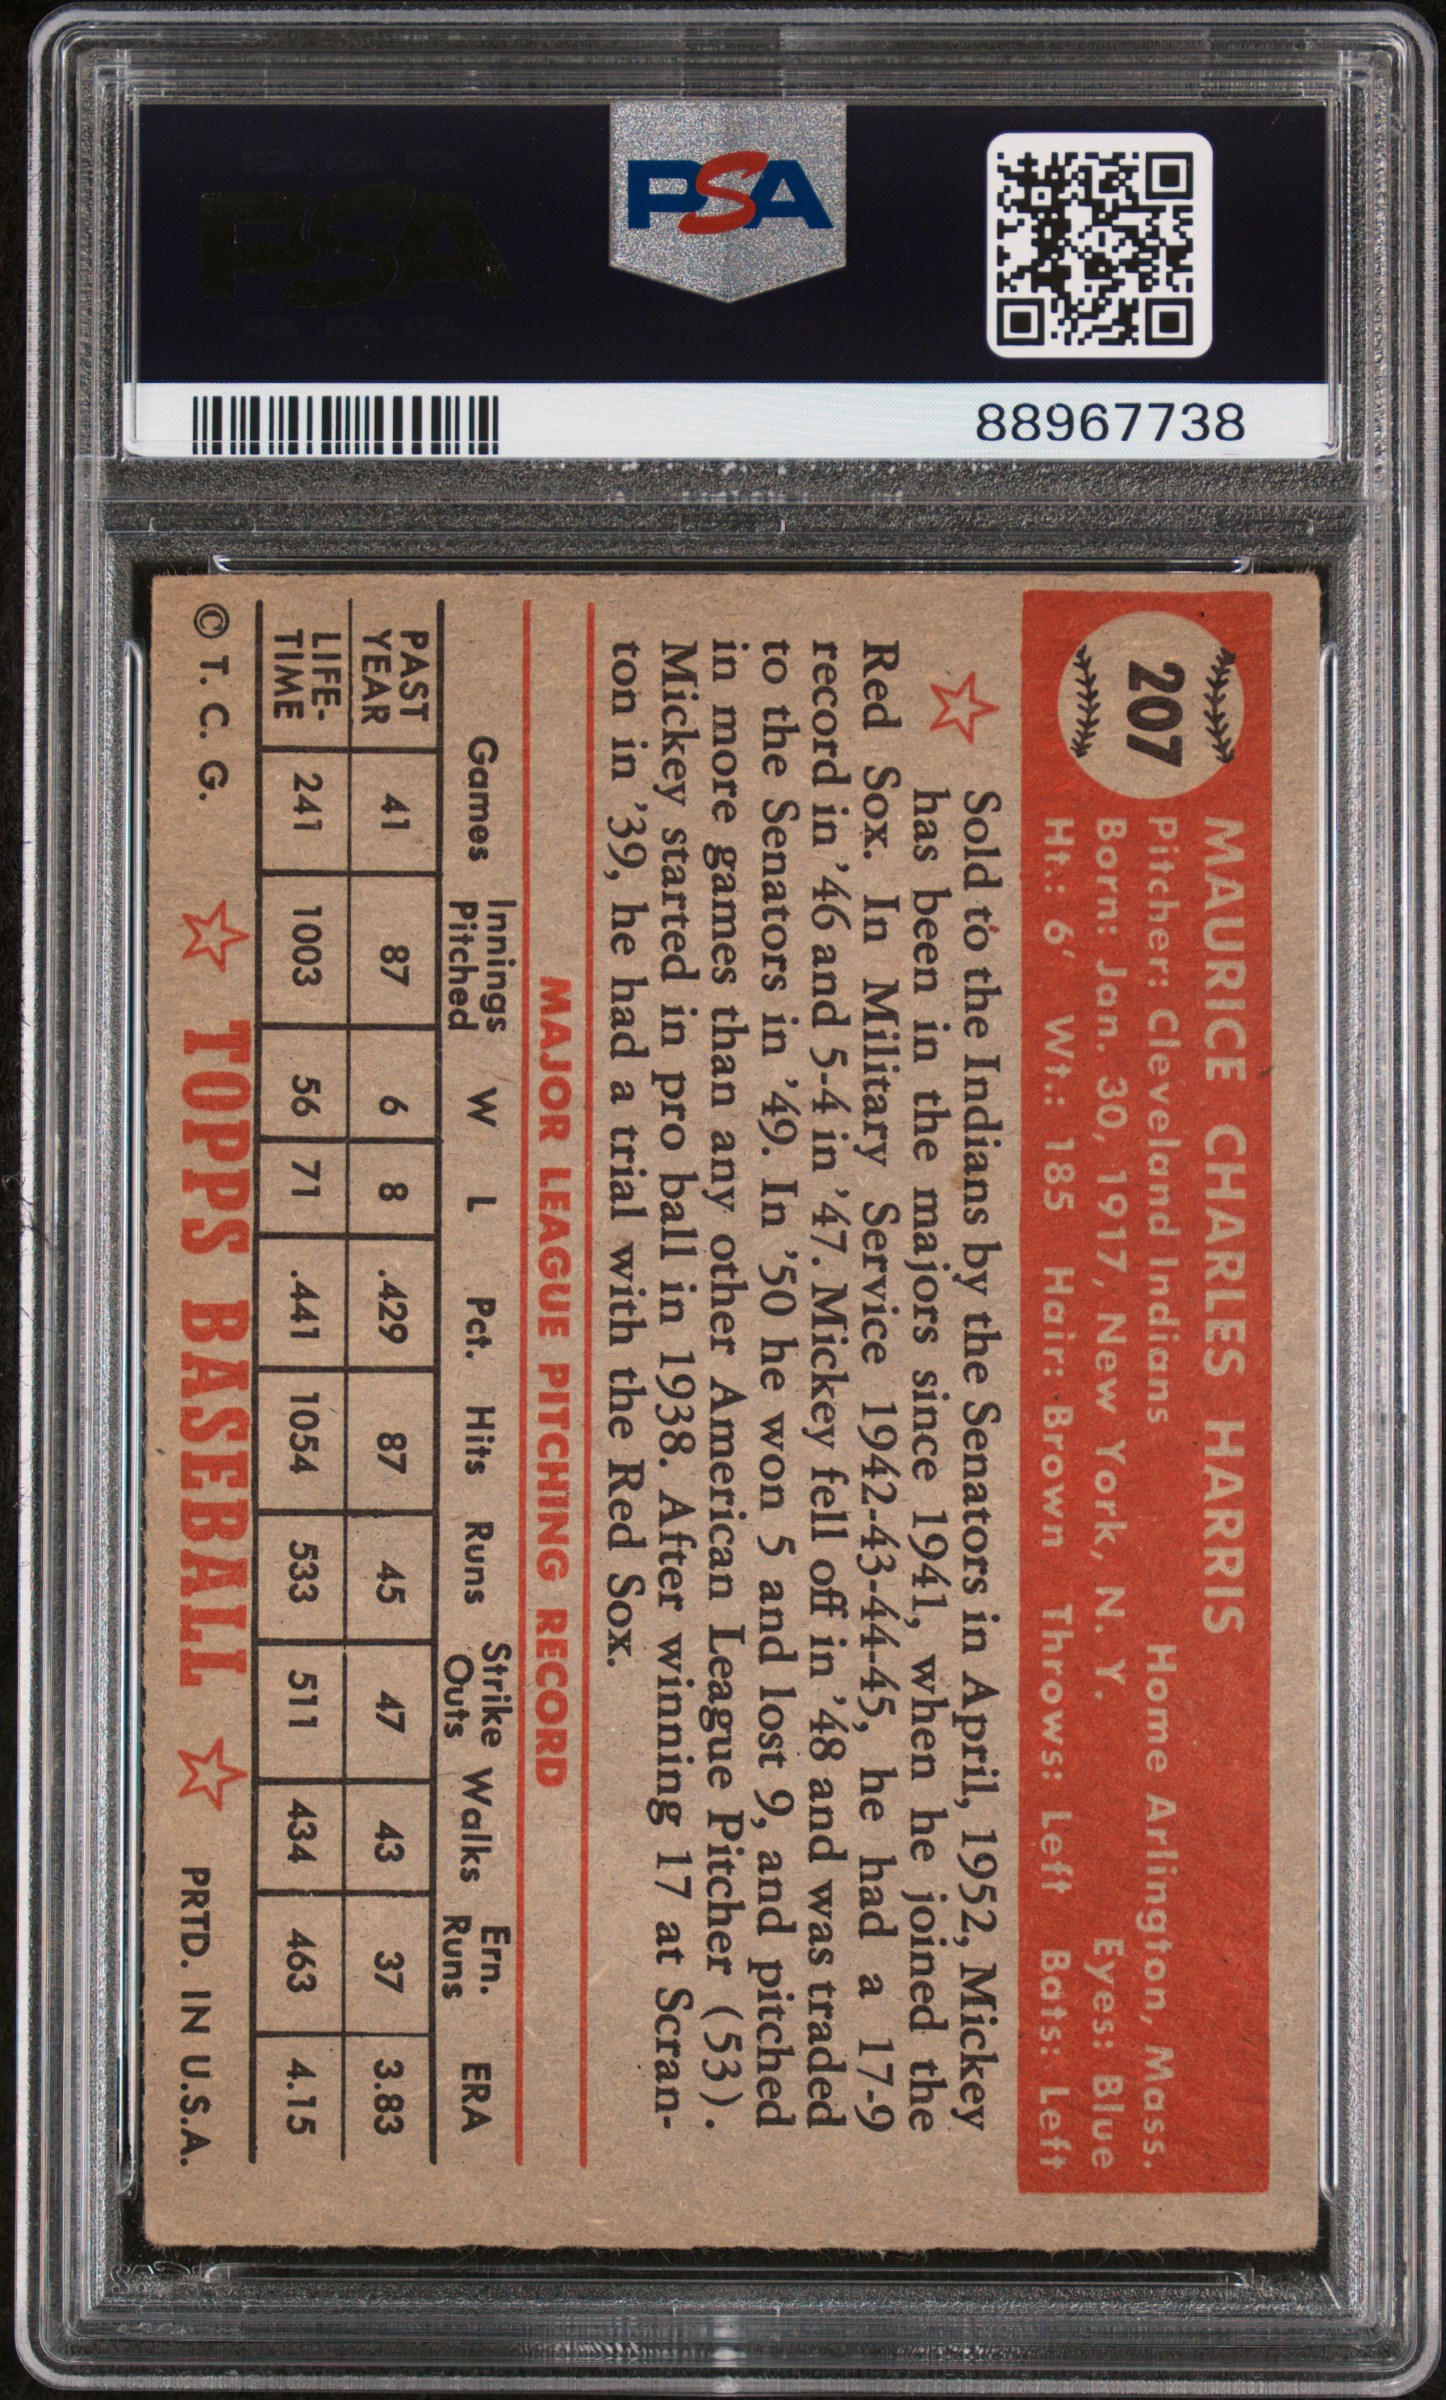 PSA PSA PSA
PSA
PSA PSA PSA
PSA
88967738
207
MAURICE CHARLES HARRIS
Pitcher: Cleveland Indians Home Arlington, Mass.
Born: Jan. 30, 1917, New York, N. Y. Eyes: Blue
Ht.: 6' Wt.: 185 Hair: Brown Throws: Left Bats: Left
Sold to the Indians by the Senators in April, 1952, Mickey
has been in the majors since 1941, when he joined the
Red Sox. In Military Service 1942-43-44-45, he had a 17-9
record in '46 and 5-4 in '47. Mickey fell off in '48 and was traded
to the Senators in '49. In '50 he won 5 and lost 9, and pitched
in more games than any other American League Pitcher (53).
Mickey started in pro ball in 1938. After winning 17 at Scran-
ton in '39, he had a trial with the Red Sox.
MAJOR LEAGUE PITCHING RECORD
Games Innings Pitched W L Pct. Hits Runs Strike Outs Walks Ern. Runs ERA
PAST YEAR 41 87 6 8 .429 87 45 47 43 37 3.83
LIFE-TIME 241 1003 56 71 .441 1054 533 511 434 463 4.15
© T. C. G. TOPPS BASEBALL PRTD. IN U.S.A.